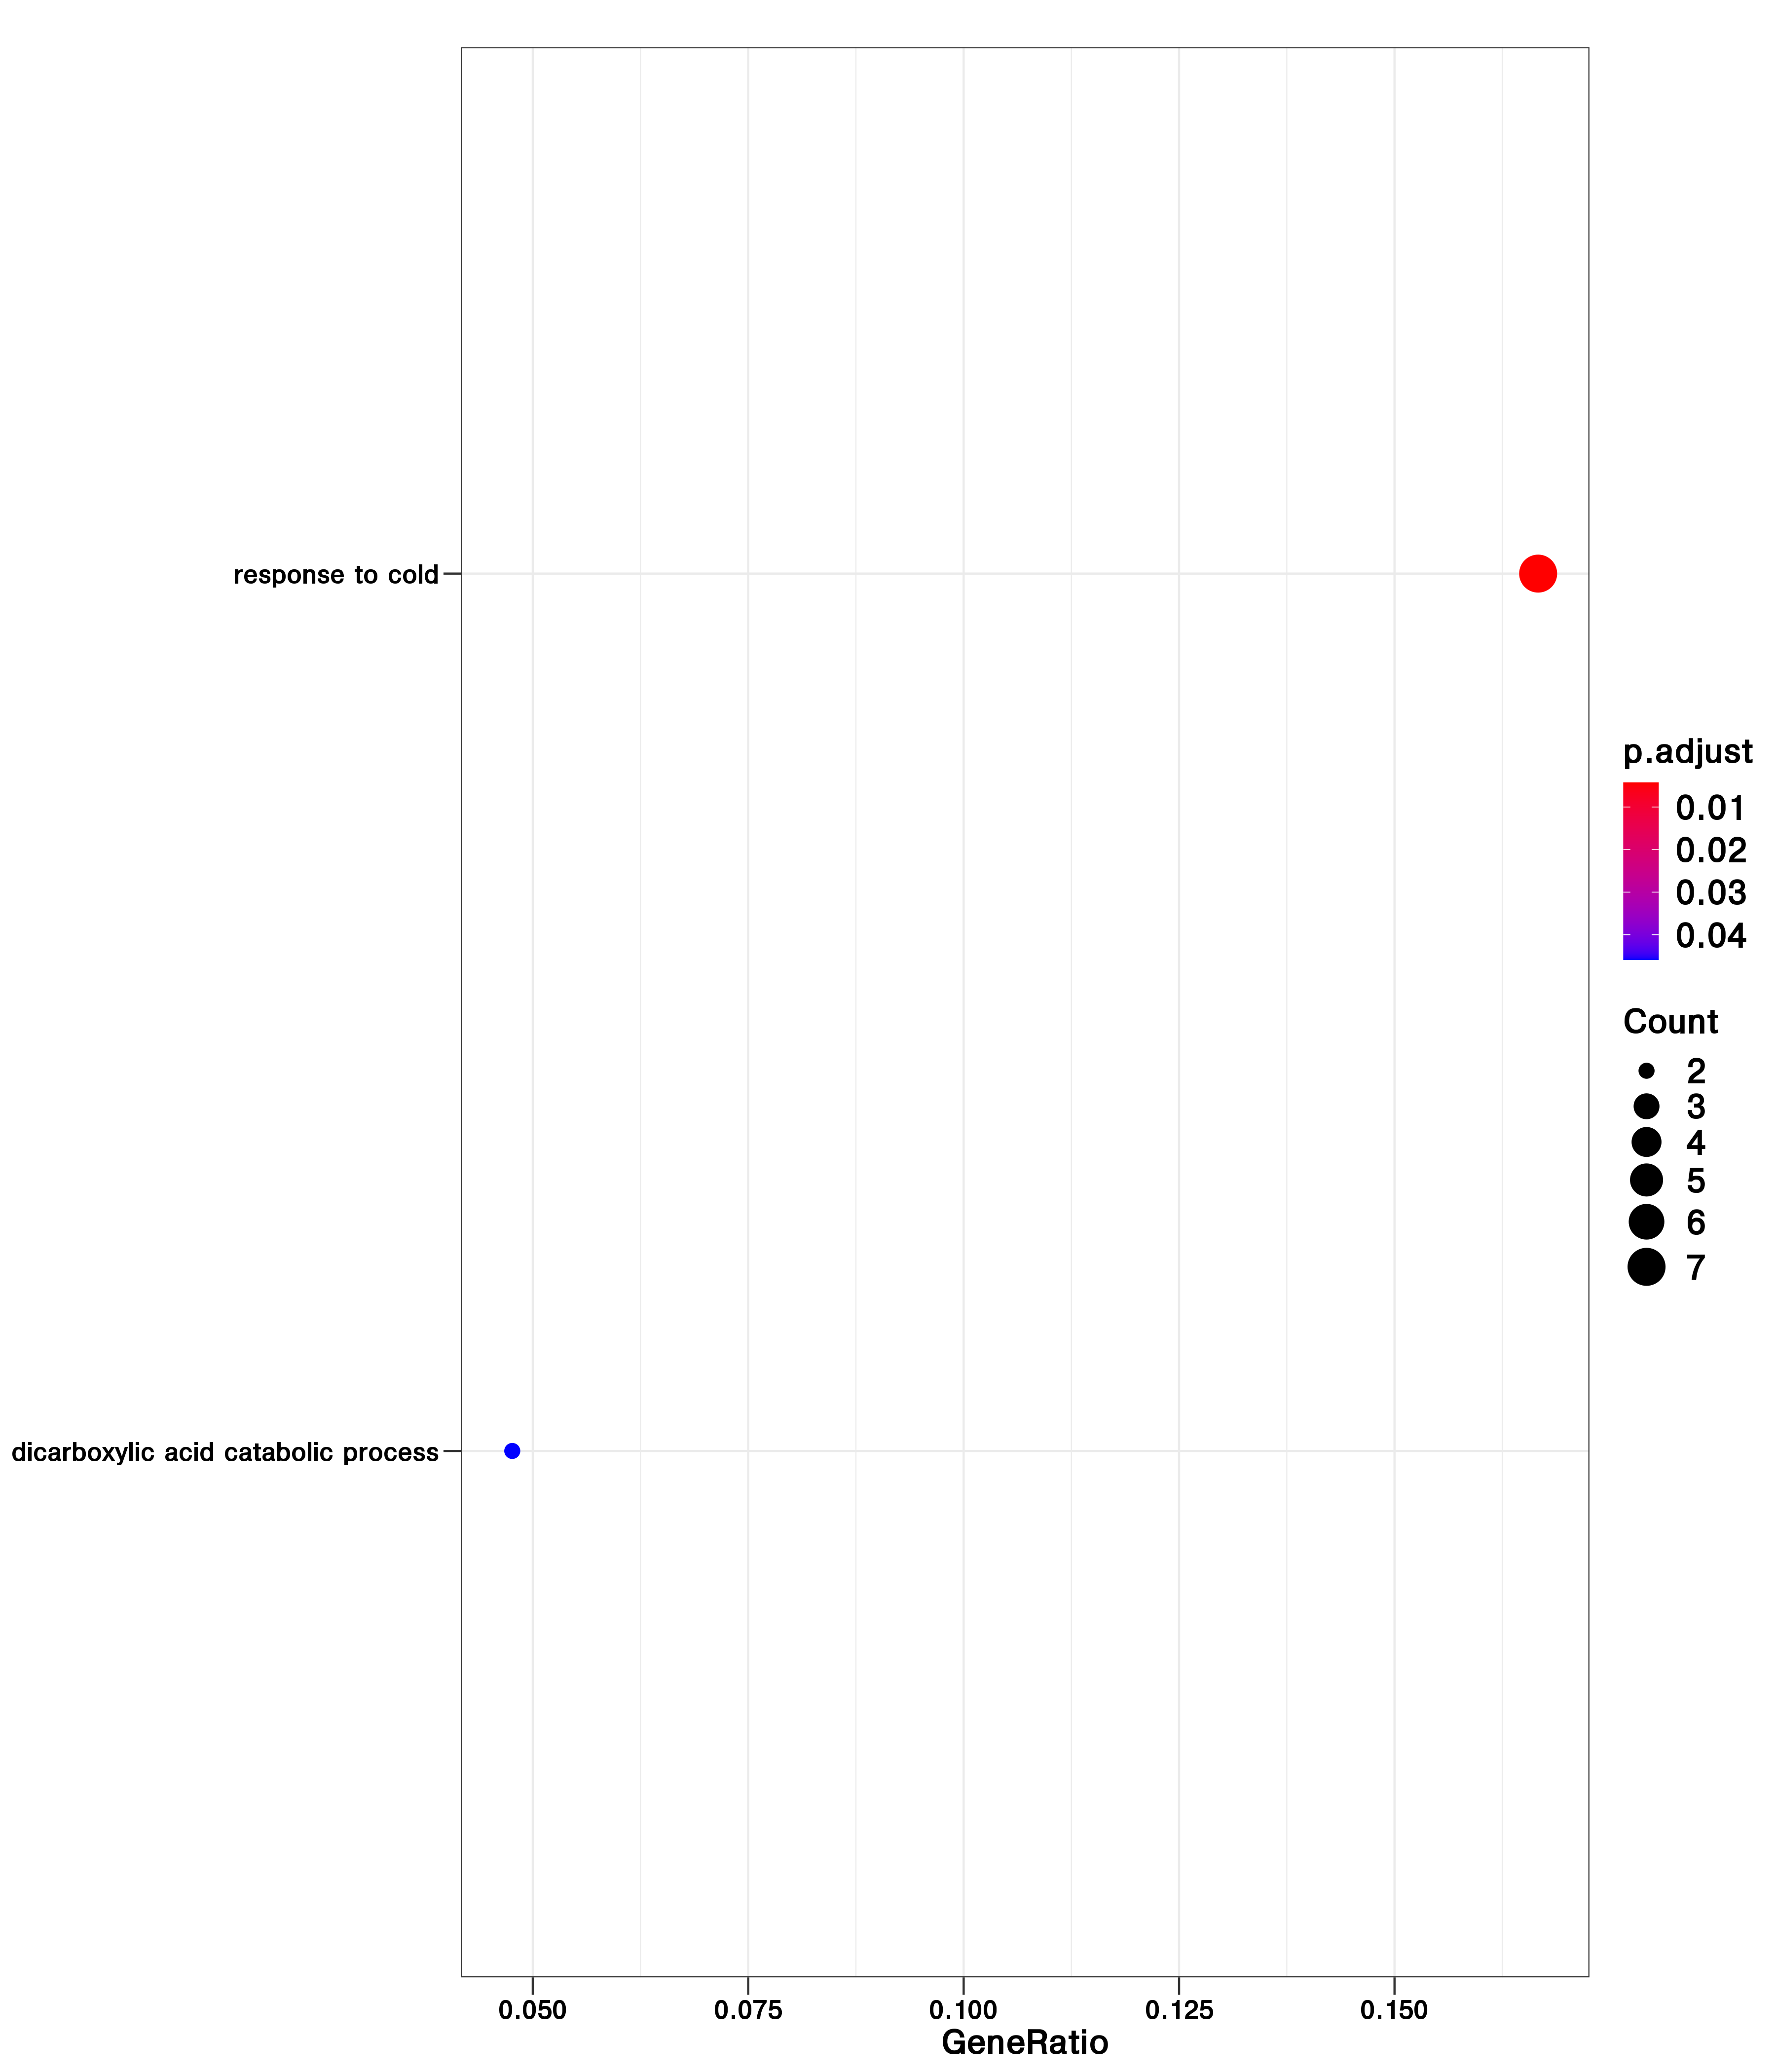 response to cold
dicarboxylic acid catabolic process
0.050 0.075 0.100 0.125 0.150
GeneRatio
p.adjust
0.01
0.02
0.03
0.04
Count
2
3
4
5
6
7